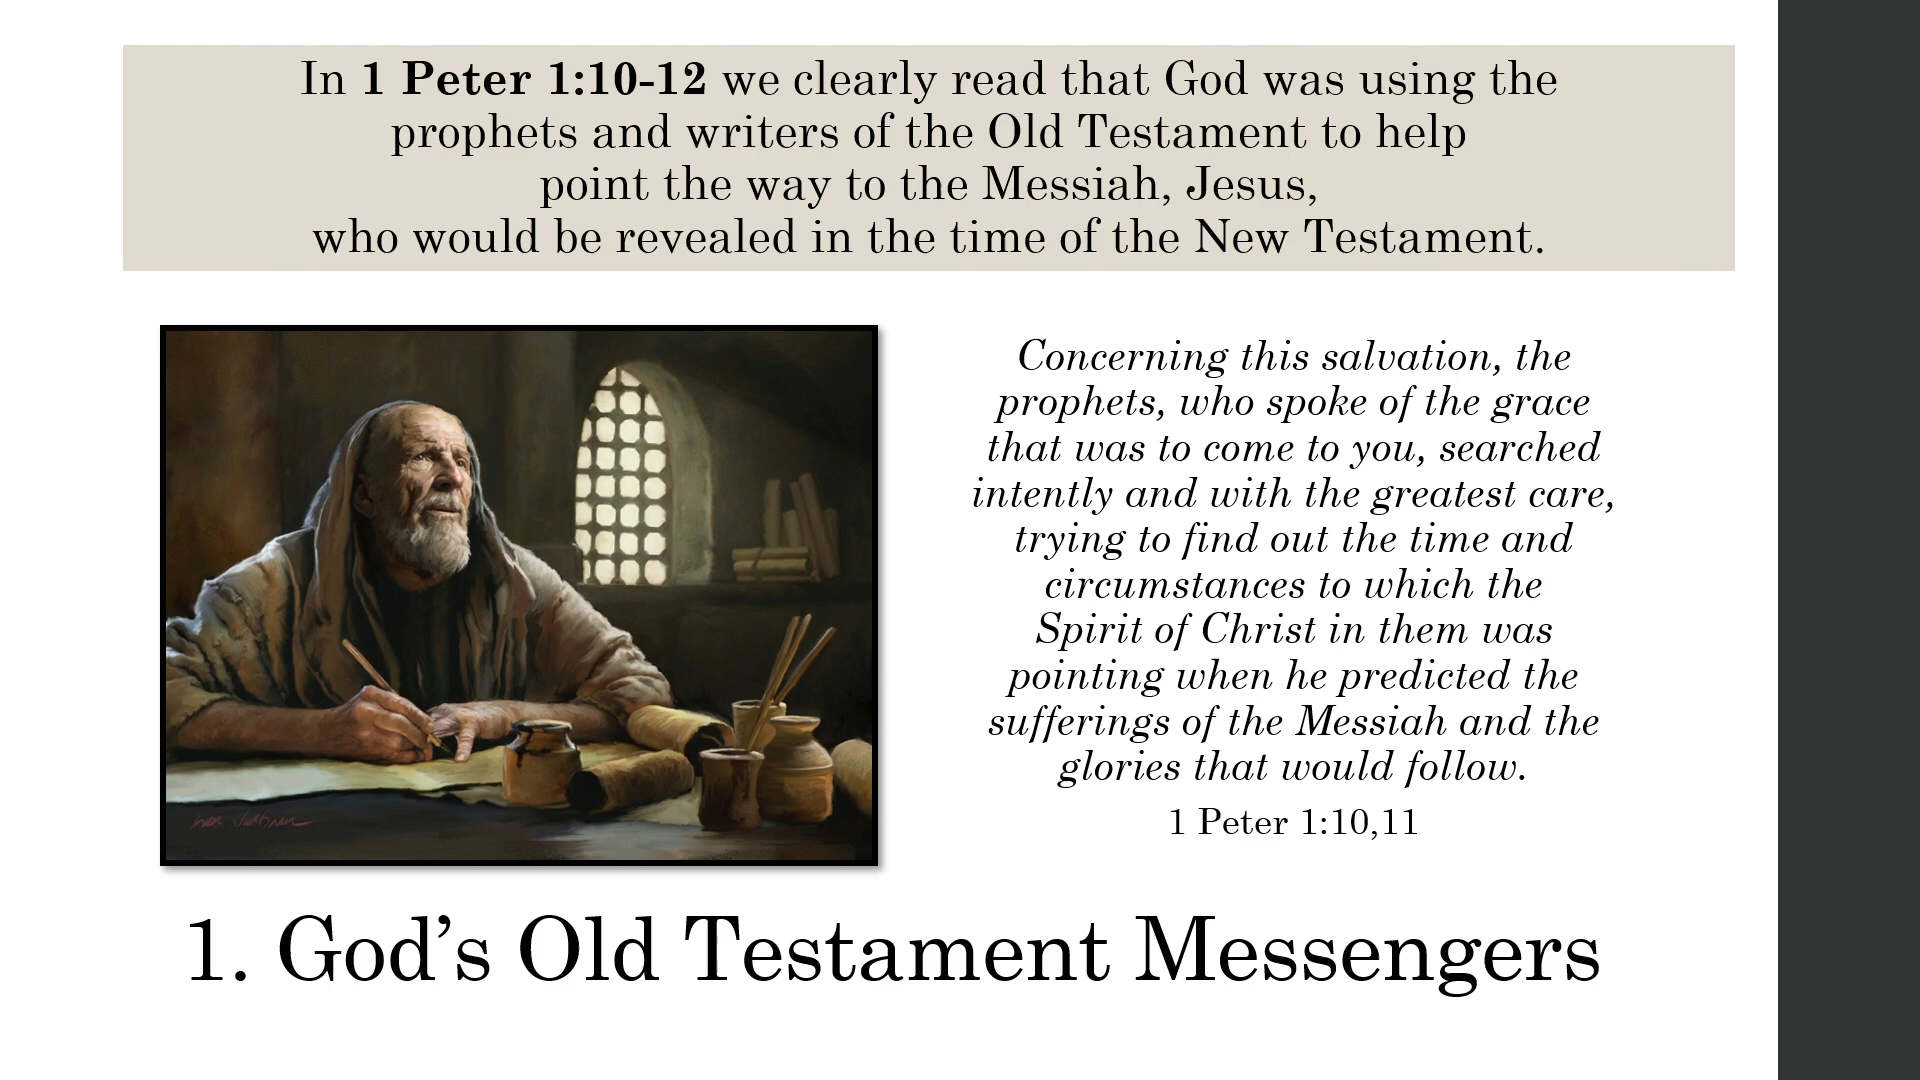 In 1 Peter 1:10-12 we clearly read that God was using the
prophets and writers of the Old Testament to help
point the way to the Messiah, Jesus,
who would be revealed in the time of the New Testament.
Concerning this salvation, the
prophets, who spoke of the grace
that was to come to you, searched
intently and with the greatest care,
trying to find out the time and
circumstances to which the
Spirit of Christ in them was
pointing when he predicted the
sufferings of the Messiah and the
glories that would follow.
1 Peter 1:10,11
1. God’s Old Testament Messengers